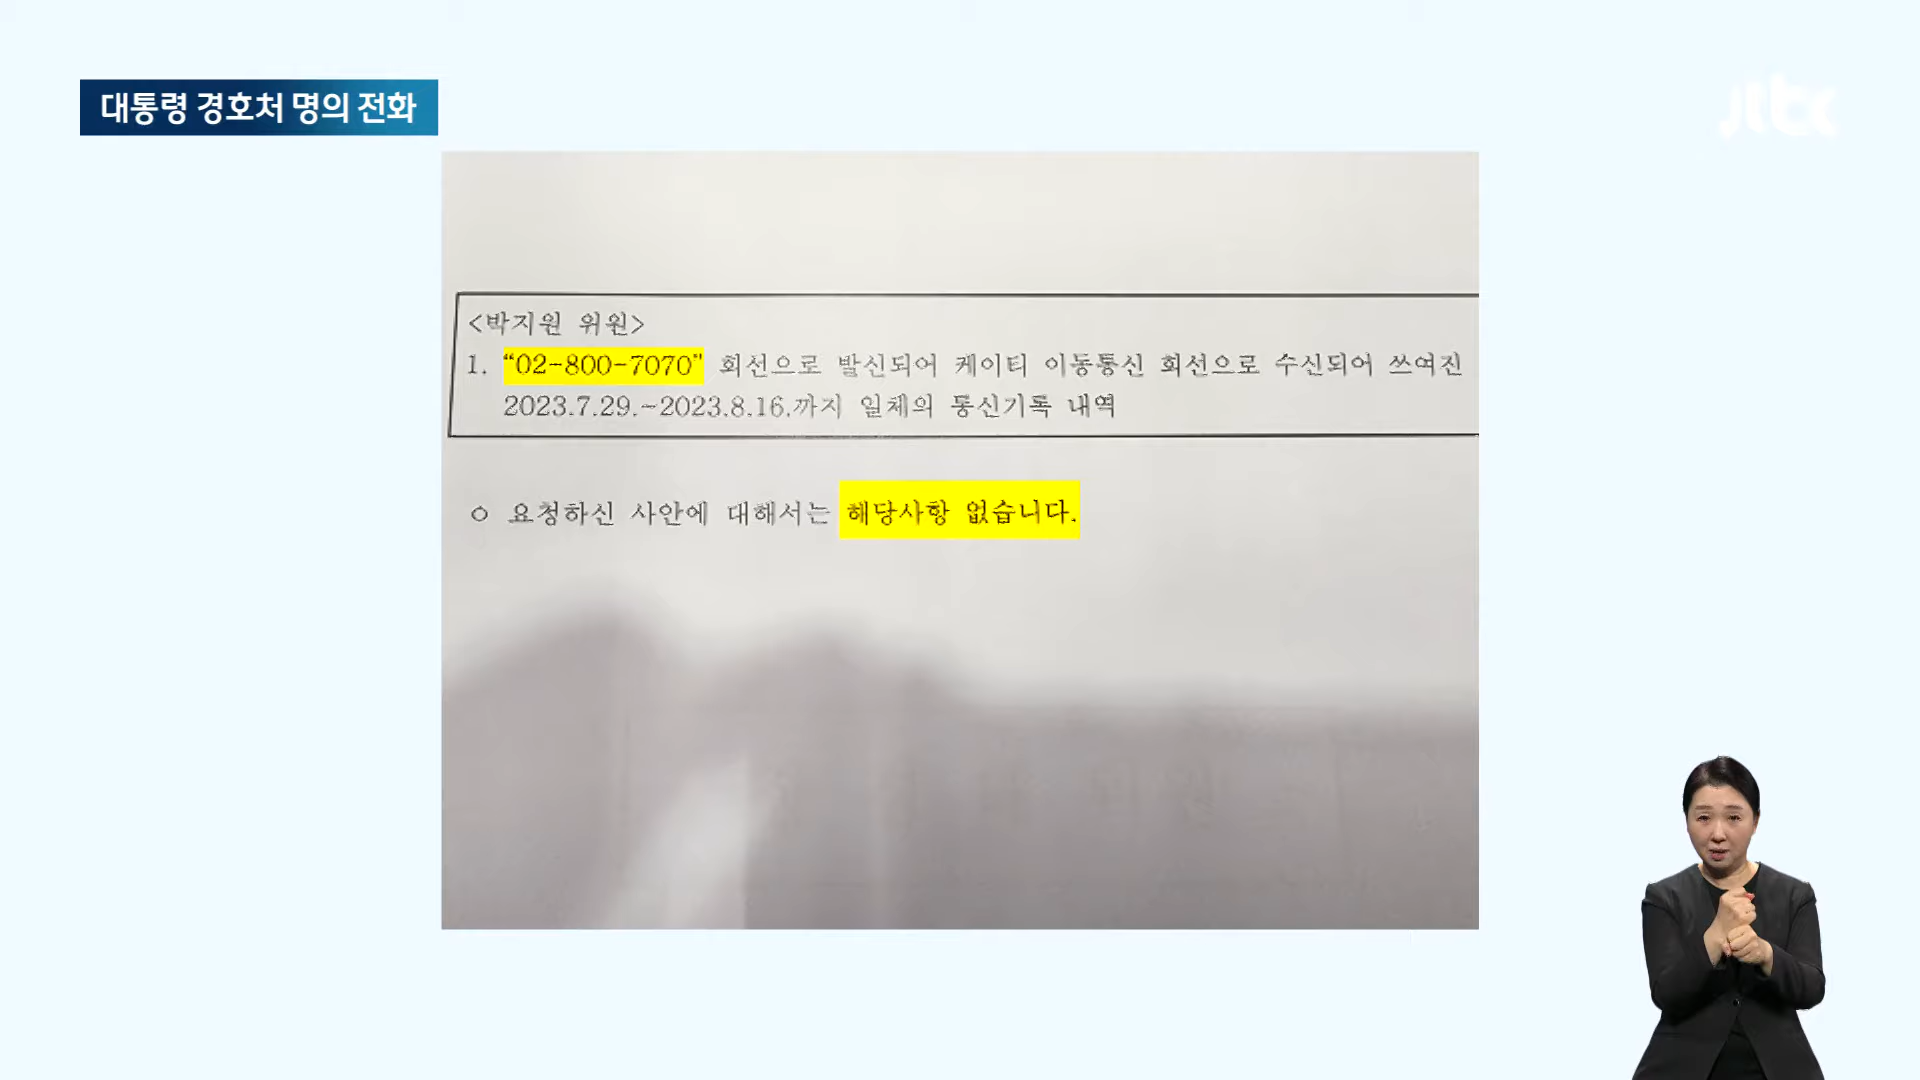 대통령 경호처 명의 전화
jtbc
<박지원 위원>
1. “02-800-7070" 회선으로 발신되어 케이티 이동통신 회선으로 수신되어 쓰여진
2023.7.29.~2023.8.16.까지 일체의 통신기록 내역
ㅇ 요청하신 사안에 대해서는 해당사항 없습니다.